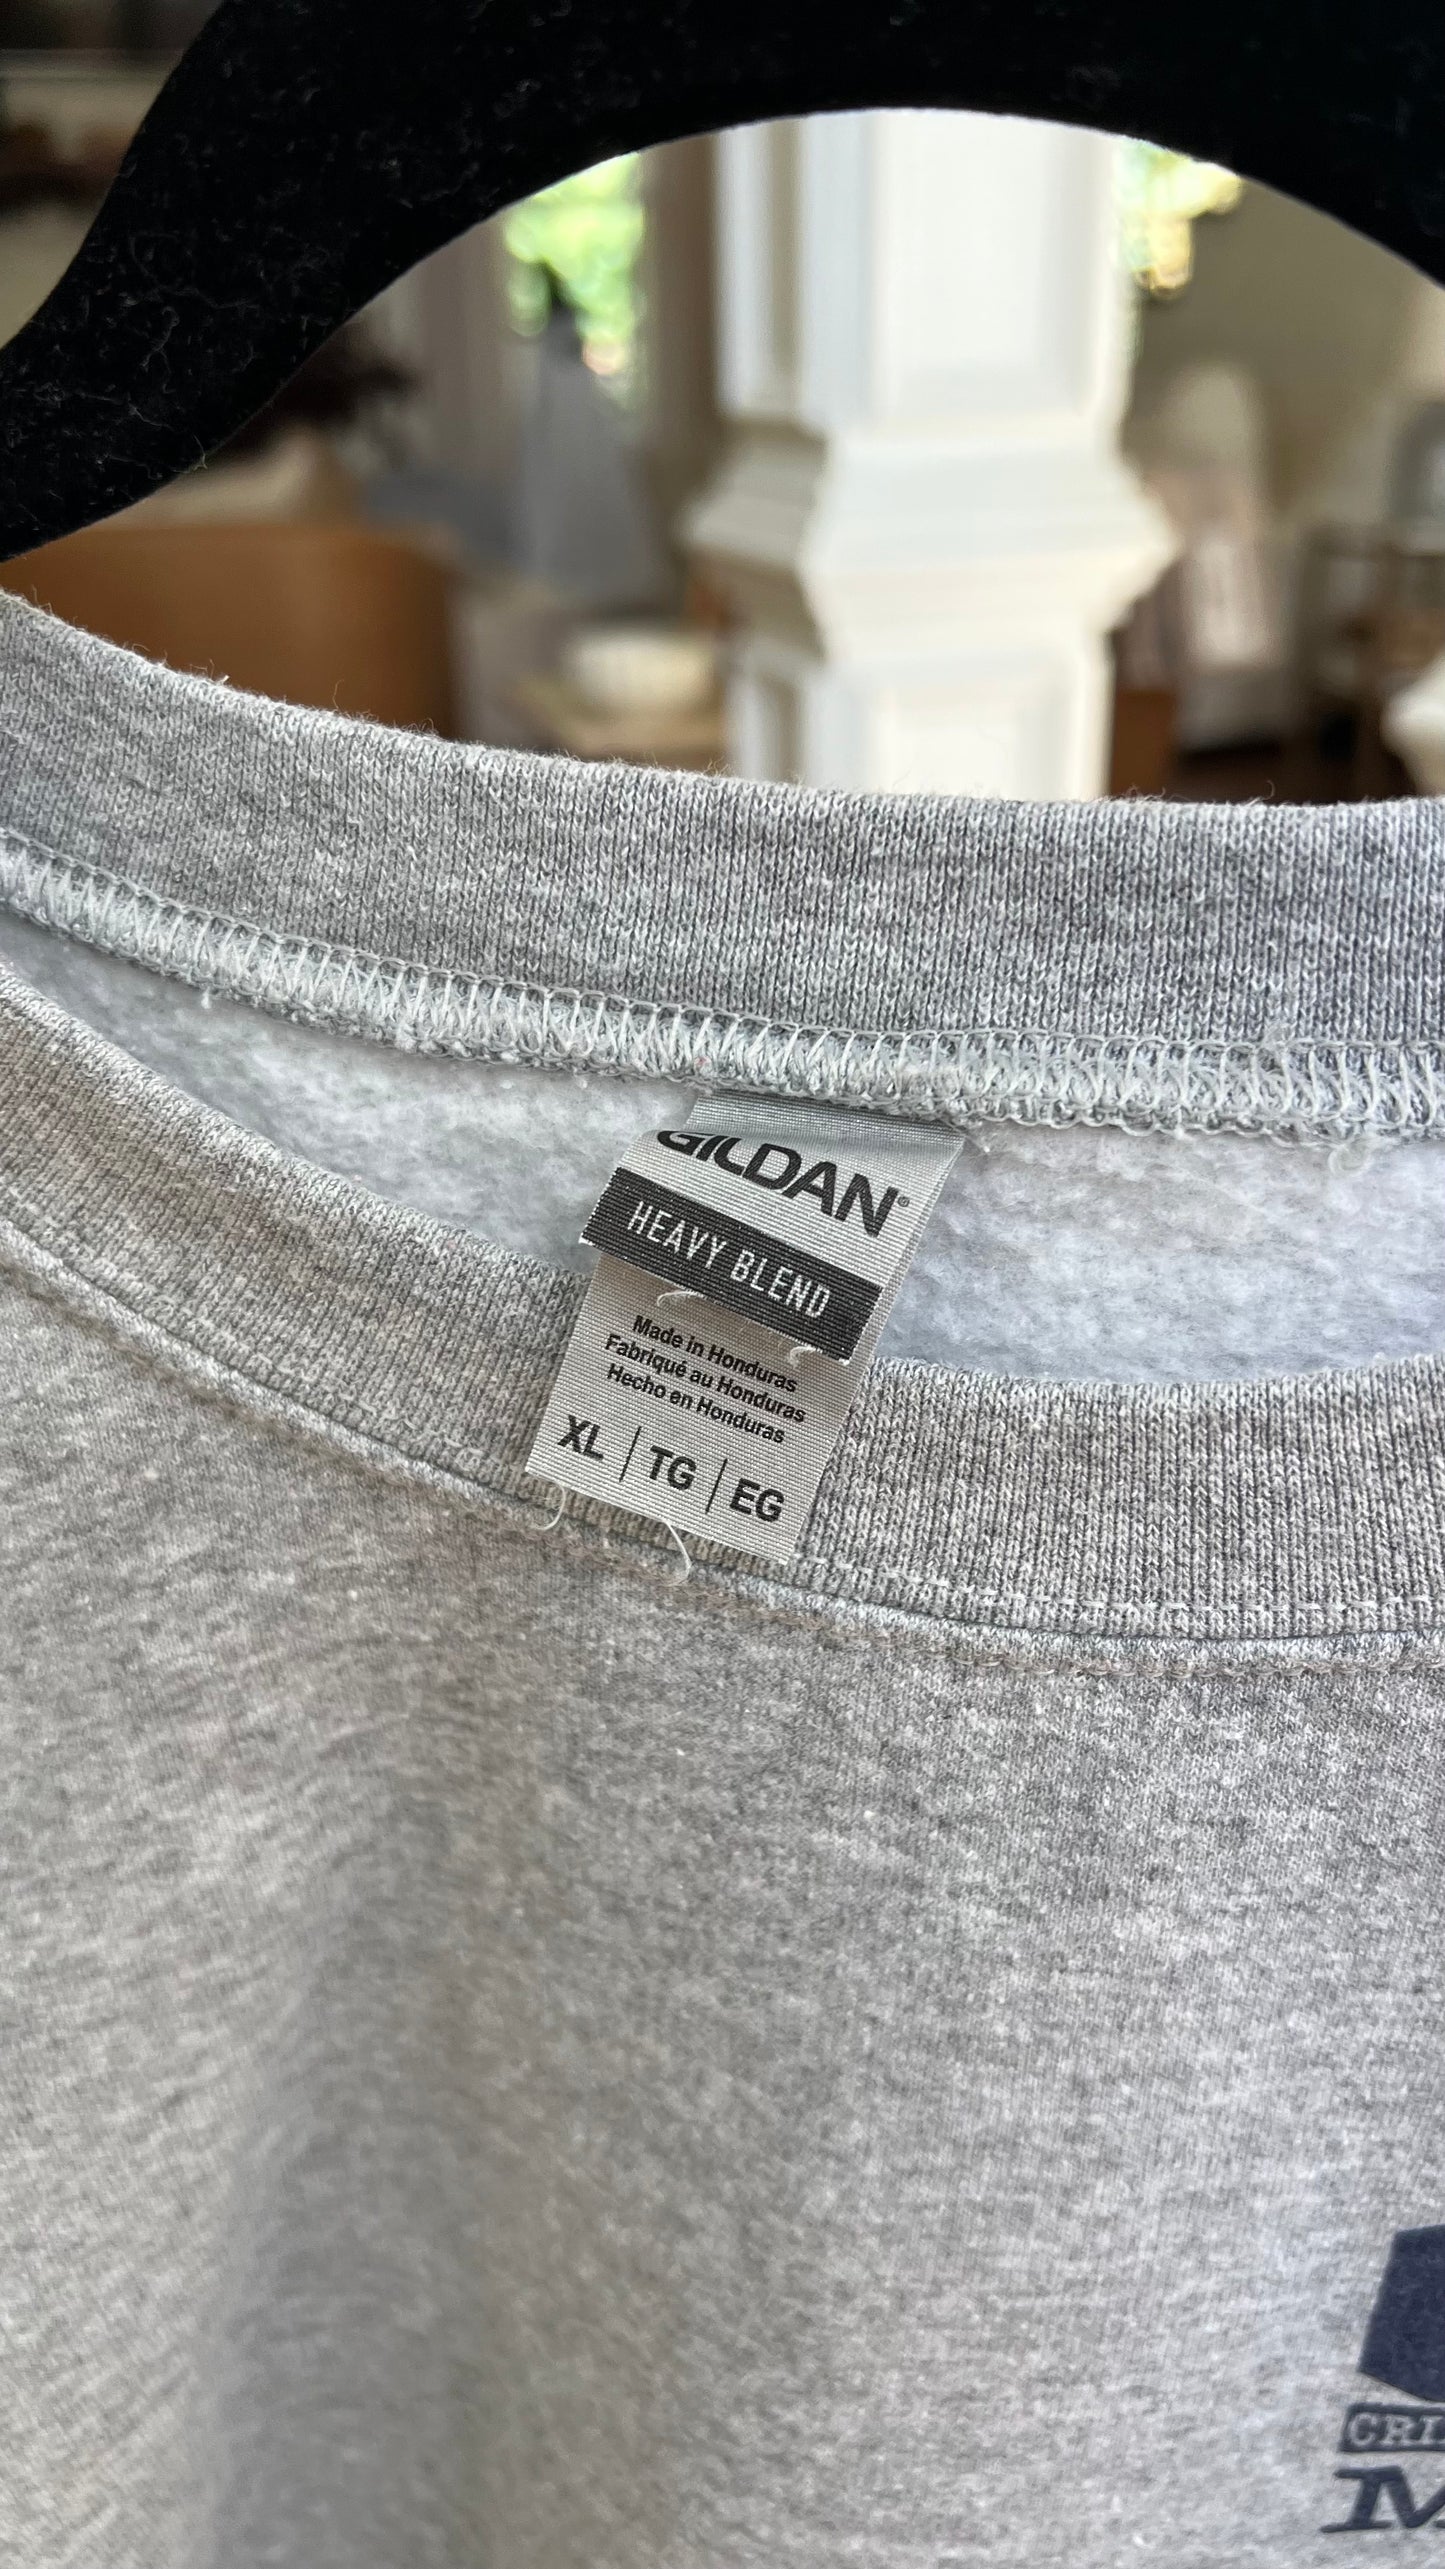 GILDAN®
HEAVY BLEND
Made in Honduras
Fabriqué au Honduras
Hecho en Honduras
XL | TG | EG